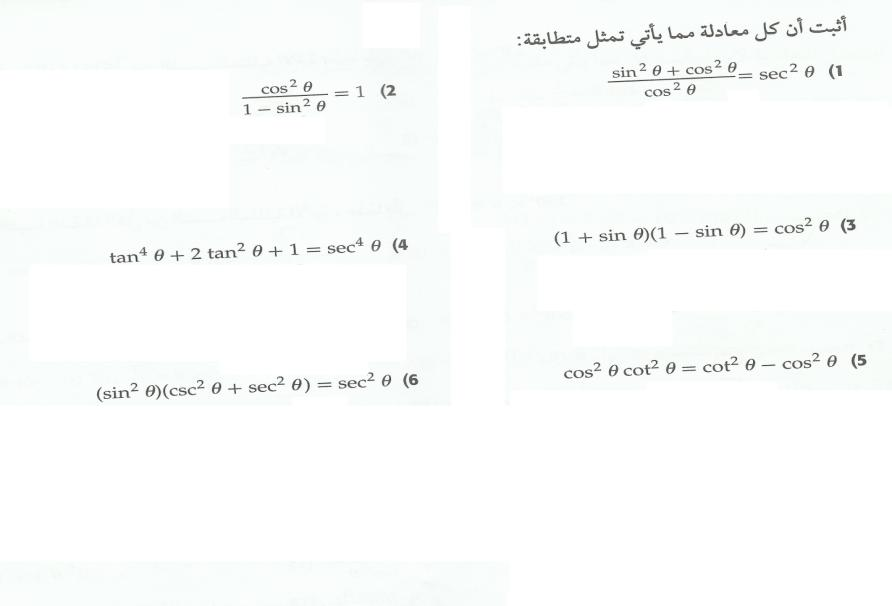 أثبت أن كل معادلة مما يأتي تمثل متطابقة:
(1 sin² θ + cos² θ / cos² θ = sec² θ
(2 cos² θ / 1 − sin² θ = 1
(3 (1 + sin θ)(1 − sin θ) = cos² θ
(4 tan⁴ θ + 2 tan² θ + 1 = sec⁴ θ
(5 cos² θ cot² θ = cot² θ − cos² θ
(6 (sin² θ)(csc² θ + sec² θ) = sec² θ